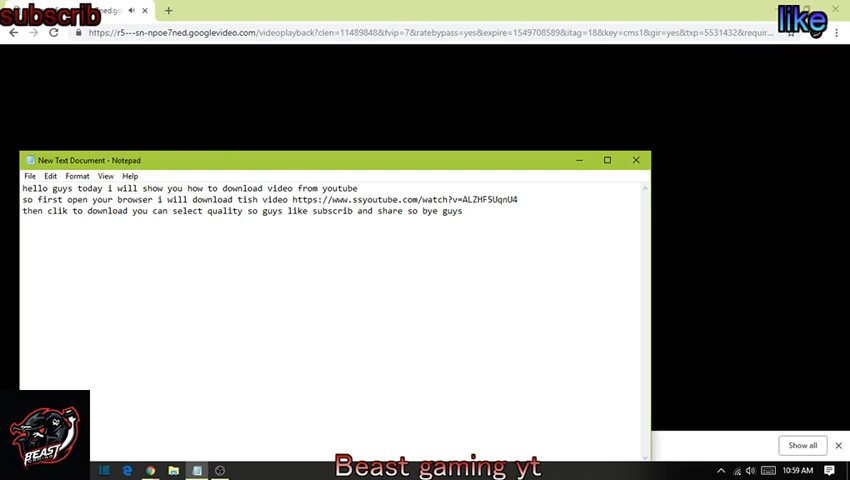 subscrib
like
https://r5---sn-npoe7ned.googlevideo.com/videoplayback?clen=11489848&fvip=7&ratebypass=yes&expire=1549708589&itag=18&key=cms1&gir=yes&txp=5531432&requir...
New Text Document - Notepad
File Edit Format View Help
hello guys today i will show you how to download video from youtube
so first open your browser i will download tish video https://www.ssyoutube.com/watch?v=ALZHF5UqnU4
then clik to download you can select quality so guys like subscrib and share so bye guys
Show all
BEAST
Beast gaming yt
10:59 AM